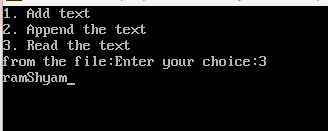 1. Add text
2. Append the text
3. Read the text
from the file:Enter your choice:3
ramShyam_